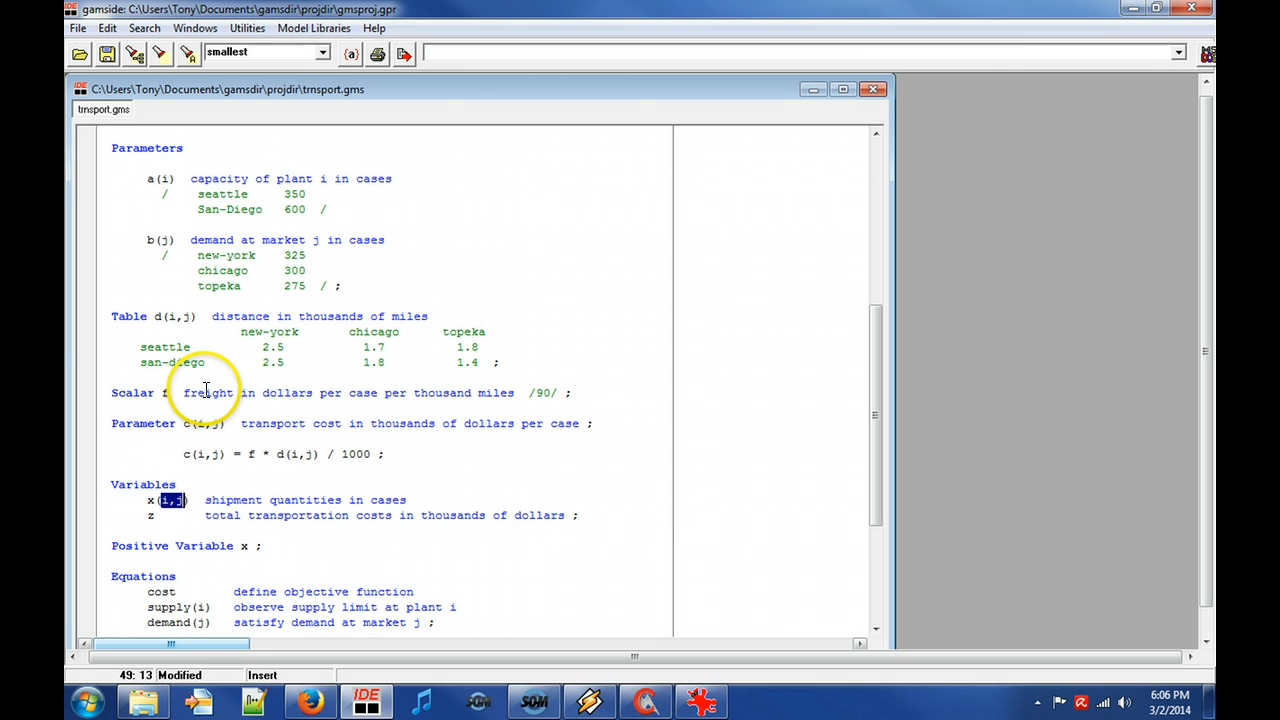 gamside: C:\Users\Tony\Documents\gamsdir\projdir\gmsproj.gpr
File Edit Search Windows Utilities Model Libraries Help
smallest {a}
IDE C:\Users\Tony\Documents\gamsdir\projdir\trnsport.gms
trnsport.gms
Parameters
a(i) capacity of plant i in cases
/ seattle 350
San-Diego 600 /
b(j) demand at market j in cases
/ new-york 325
chicago 300
topeka 275 / ;
Table d(i,j) distance in thousands of miles
new-york chicago topeka
seattle 2.5 1.7 1.8
san-diego 2.5 1.8 1.4 ;
Scalar f freight in dollars per case per thousand miles /90/ ;
Parameter c(i,j) transport cost in thousands of dollars per case ;
c(i,j) = f * d(i,j) / 1000 ;
Variables
x(i,j) shipment quantities in cases
z total transportation costs in thousands of dollars ;
Positive Variable x ;
Equations
cost define objective function
supply(i) observe supply limit at plant i
demand(j) satisfy demand at market j ;
49: 13 Modified Insert
IDE SOM SOM
6:06 PM
3/2/2014